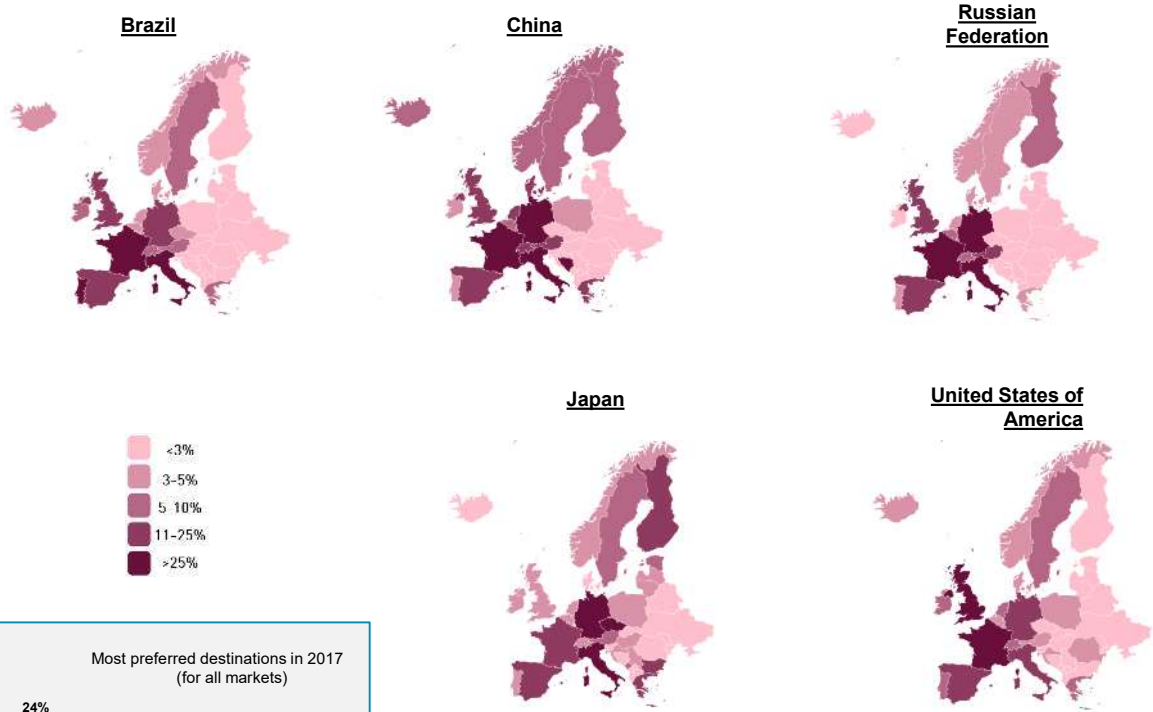 Brazil
China
Russian
Federation
Japan
United States of
America
<3%
3-5%
5-10%
11-25%
>25%
Most preferred destinations in 2017
(for all markets)
24%